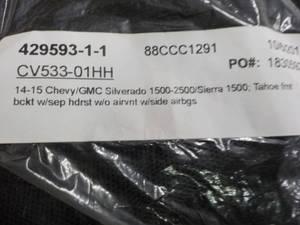 429593-1-1 88CCC1291
CV533-01HH PO#:
14-15 Chevy/GMC Silverado 1500-2500/Sierra 1500; Tahoe frnt
bckt w/sep hdrst w/o airvnt w/side airbgs